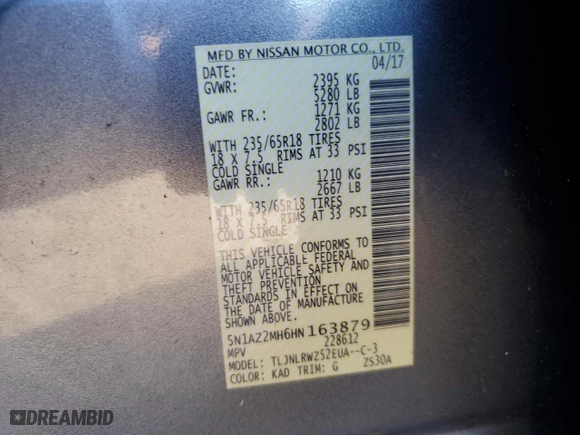 MFD BY NISSAN MOTOR CO., LTD.
DATE: 04/17
GVWR: 2395 KG
5280 LB
GAWR FR: 1271 KG
2802 LB
WITH 235/65R18 TIRES
18 X 7.5 RIMS AT 33 PSI
COLD SINGLE
GAWR RR.: 1210 KG
2667 LB
WITH 235/65R18 TIRES
18 X 7.5 RIMS AT 33 PSI
COLD SINGLE
THIS VEHICLE CONFORMS TO
ALL APPLICABLE FEDERAL
MOTOR VEHICLE SAFETY AND
THEFT PREVENTION
STANDARDS IN EFFECT ON
THE DATE OF MANUFACTURE
SHOWN ABOVE.
5N1AZ2MH6HN163879
MPV 228612
MODEL: TLJNLRWZ52EUA--C-3
COLOR: KAD TRIM: G 2S30A
DREAMBID